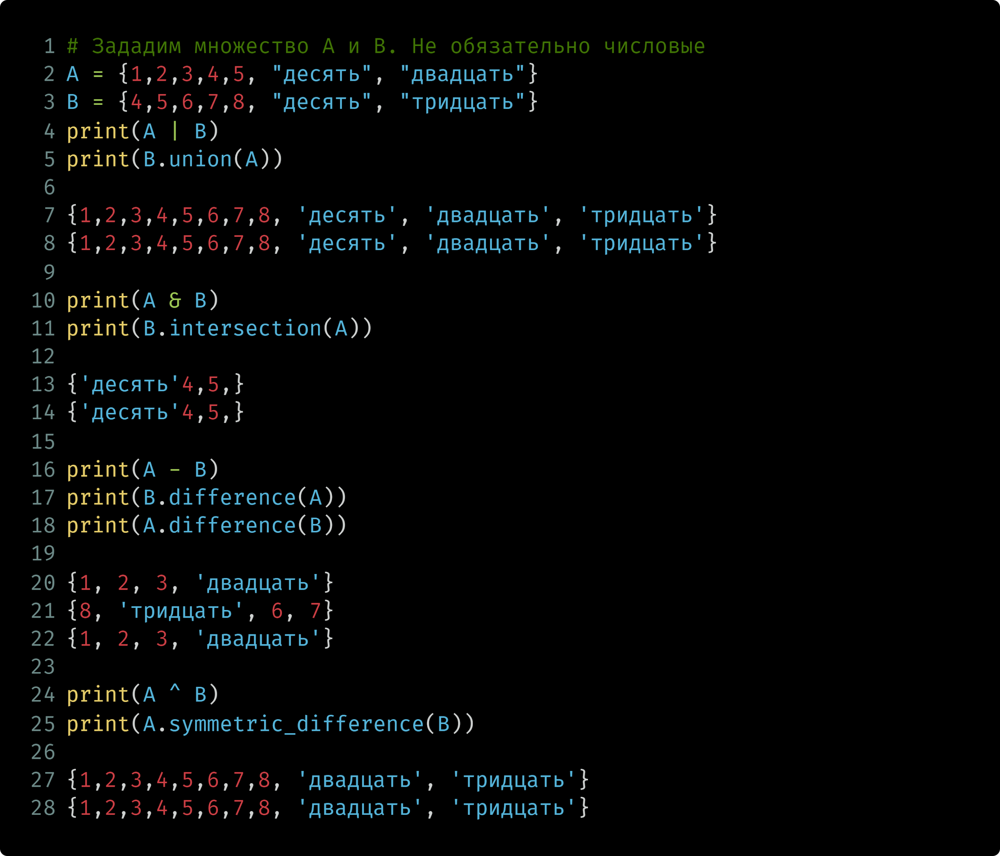 1 # Зададим множество А и В. Не обязательно числовые
2 A = {1,2,3,4,5, "десять", "двадцать"}
3 B = {4,5,6,7,8, "десять", "тридцать"}
4 print(A | B)
5 print(B.union(A))
6
7 {1,2,3,4,5,6,7,8, 'десять', 'двадцать', 'тридцать'}
8 {1,2,3,4,5,6,7,8, 'десять', 'двадцать', 'тридцать'}
9
10 print(A & B)
11 print(B.intersection(A))
12
13 {'десять'4,5,}
14 {'десять'4,5,}
15
16 print(A - B)
17 print(B.difference(A))
18 print(A.difference(B))
19
20 {1, 2, 3, 'двадцать'}
21 {8, 'тридцать', 6, 7}
22 {1, 2, 3, 'двадцать'}
23
24 print(A ^ B)
25 print(A.symmetric_difference(B))
26
27 {1,2,3,4,5,6,7,8, 'двадцать', 'тридцать'}
28 {1,2,3,4,5,6,7,8, 'двадцать', 'тридцать'}